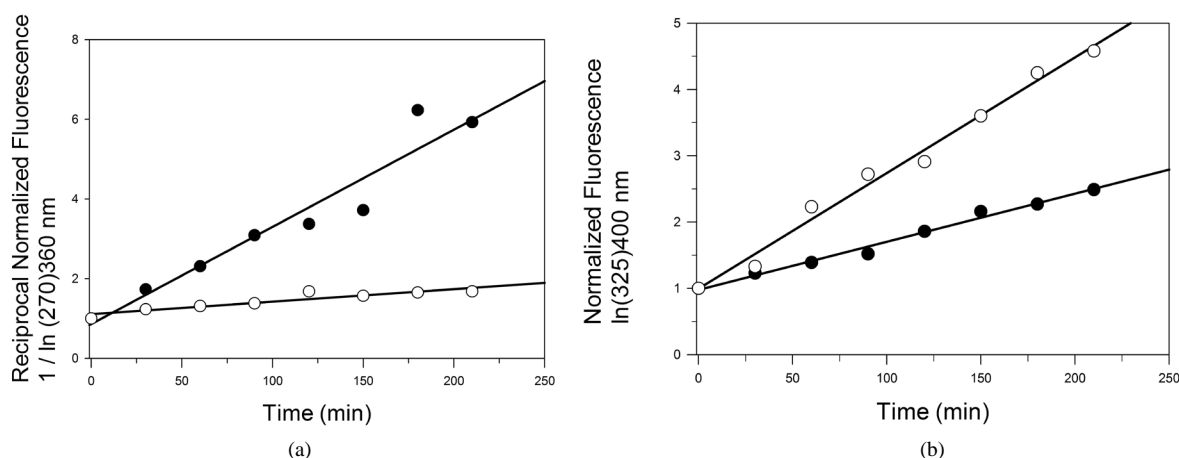 Reciprocal Normalized Fluorescence
1 / ln (270)360 nm
8
6
4
2
0
0
50
100
150
200
250
Time (min)
(a)
Normalized Fluorescence
ln(325)400 nm
5
4
3
2
1
0
0
50
100
150
200
250
Time (min)
(b)